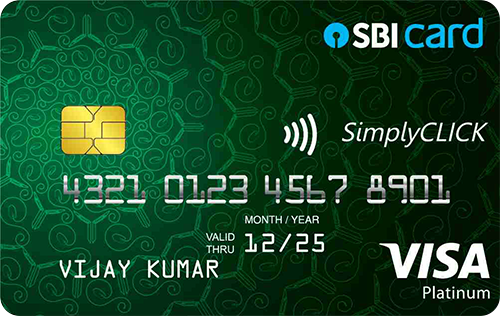 SBI card
SimplyCLICK
4321 0123 4567 8901
MONTH / YEAR
VALID THRU 12/25
VIJAY KUMAR
VISA
Platinum